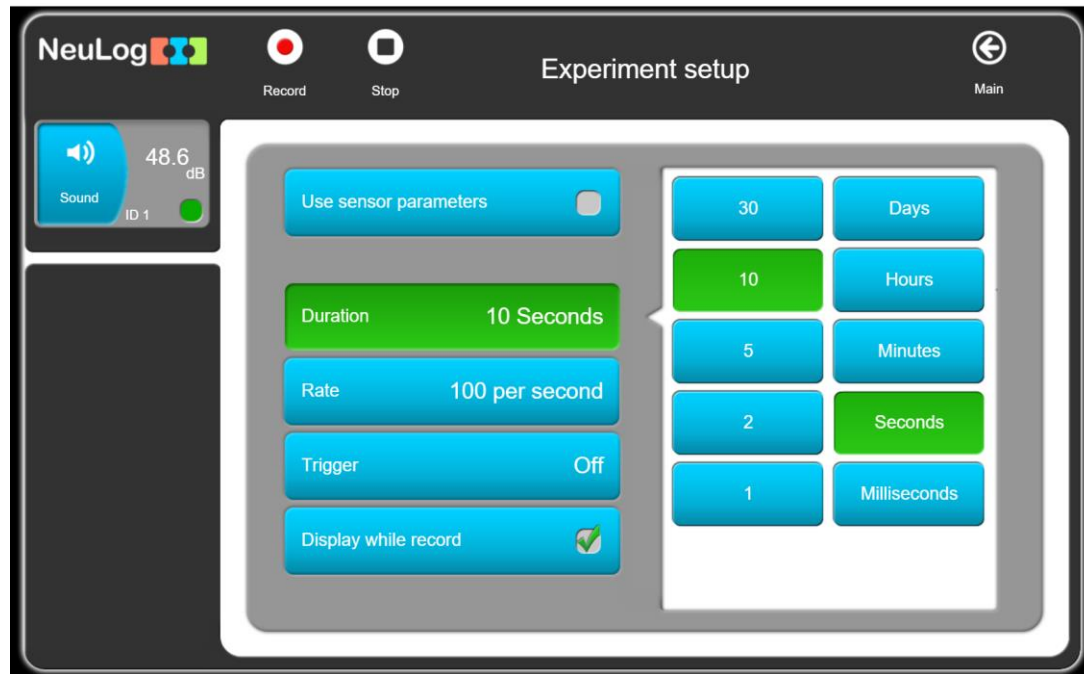 NeuLog
Record
Stop
Experiment setup
Main
Sound
48.6
dB
ID 1
Use sensor parameters
Duration 10 Seconds
Rate 100 per second
Trigger Off
Display while record
30 Days
10 Hours
5 Minutes
2 Seconds
1 Milliseconds